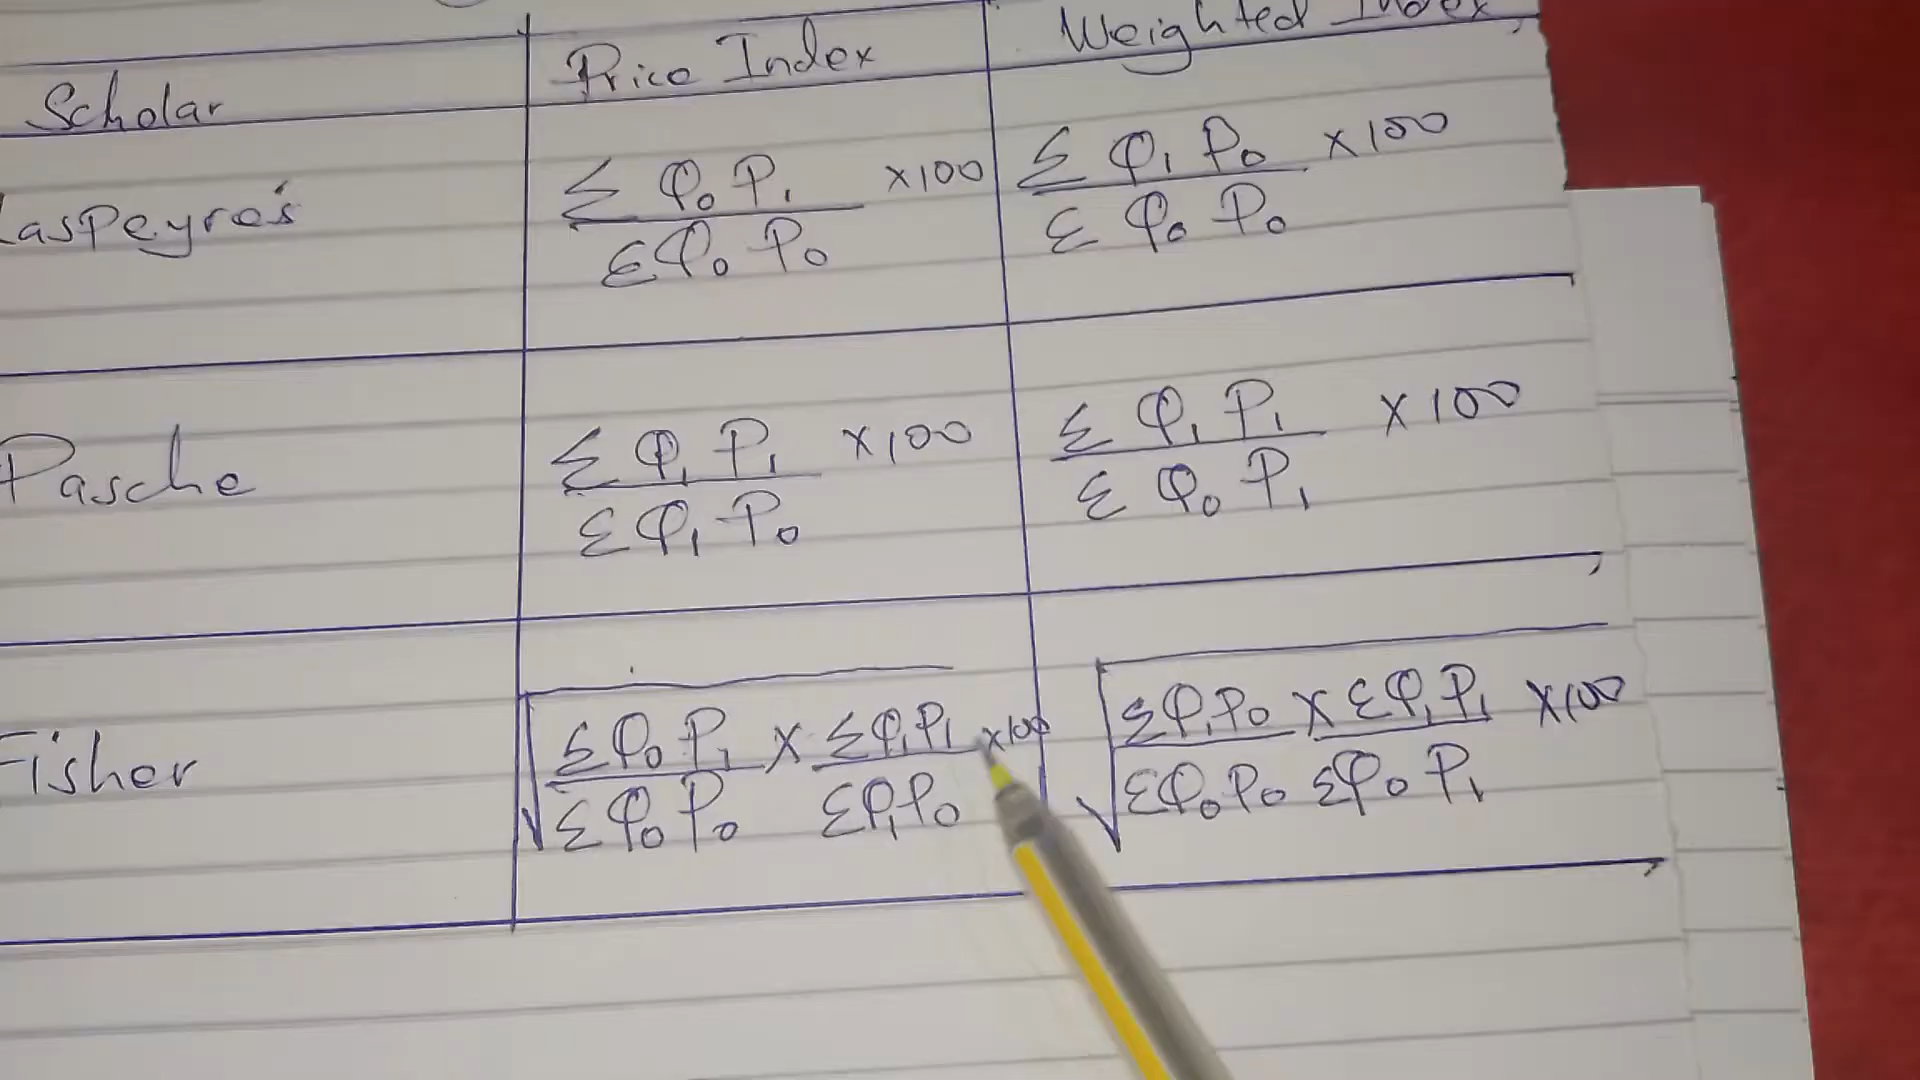 Scholar Price Index Weighted Index
Laspeyre's ΣQ₀P₁ / ΣQ₀P₀ ×100 ΣQ₁P₀ / ΣQ₀P₀ ×100
Pasche ΣQ₁P₁ / ΣQ₁P₀ ×100 ΣQ₁P₁ / ΣQ₀P₁ ×100
Fisher √(ΣQ₀P₁ / ΣQ₀P₀ × ΣQ₁P₁ / ΣQ₁P₀) ×100 √(ΣQ₁P₀ / ΣQ₀P₀ × ΣQ₁P₁ / ΣQ₀P₁) ×100